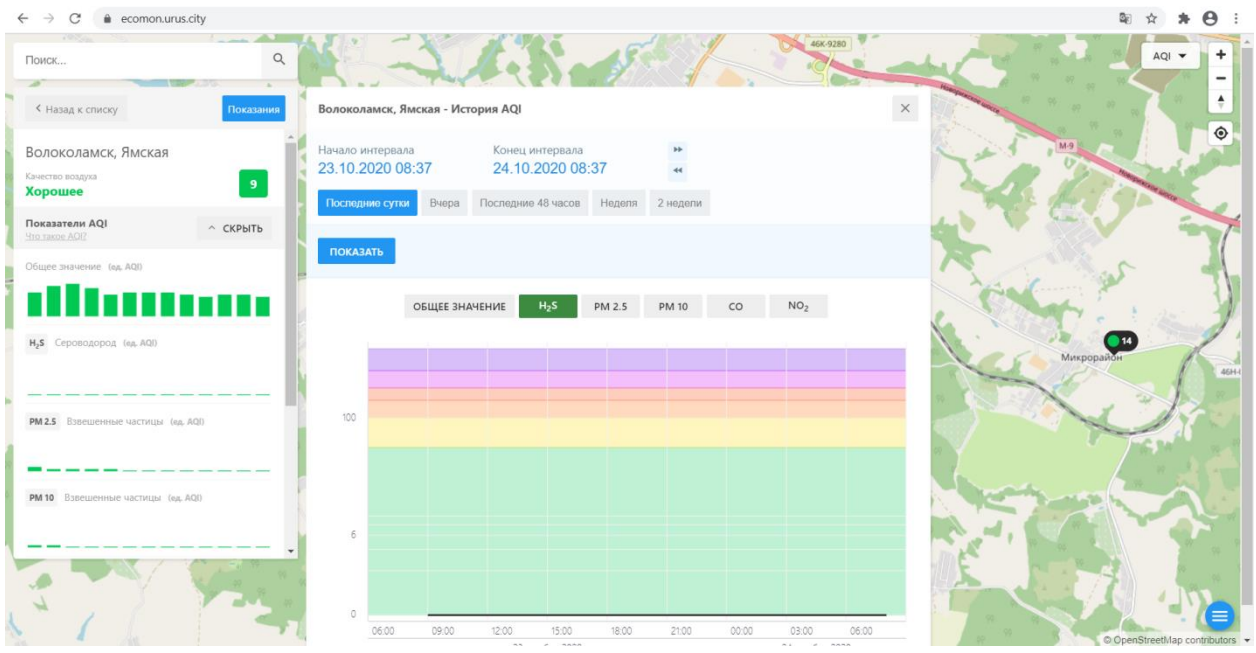 ecomon.urus.city
Поиск...
Назад к списку
Показания
Волоколамск, Ямская
Качество воздуха
Хорошее
9
Показатели AQI
Что такое AQI?
СКРЫТЬ
Общее значение (ед. AQI)
H₂S Сероводород (ед. AQI)
PM 2.5 Взвешенные частицы (ед. AQI)
PM 10 Взвешенные частицы (ед. AQI)
Волоколамск, Ямская - История AQI
Начало интервала
Конец интервала
23.10.2020 08:37
24.10.2020 08:37
Последние сутки
Вчера
Последние 48 часов
Неделя
2 недели
ПОКАЗАТЬ
ОБЩЕЕ ЗНАЧЕНИЕ
H₂S
PM 2.5
PM 10
CO
NO₂
100
6
0
06:00 09:00 12:00 15:00 18:00 21:00 00:00 03:00 06:00
46К-9280
AQI
Новорижское шоссе
М-9
Новорижское шоссе
14
Микрорайон
© OpenStreetMap contributors